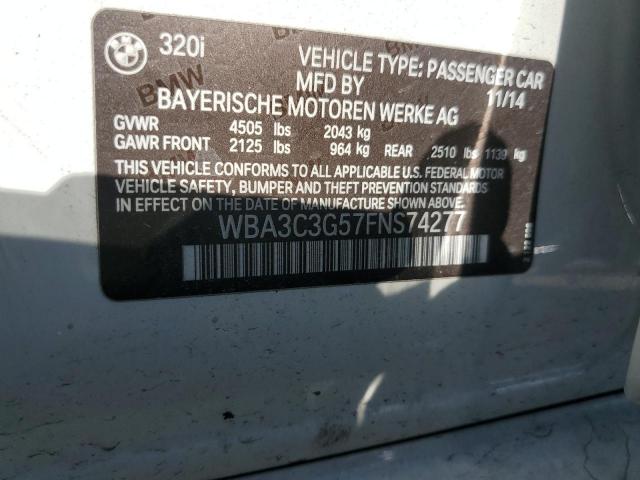 BMW 320i
VEHICLE TYPE: PASSENGER CAR
MFD BY 11/14
BAYERISCHE MOTOREN WERKE AG
GVWR 4505 lbs 2043 kg
GAWR FRONT 2125 lbs 964 kg REAR 2510 lbs 1139 kg
THIS VEHICLE CONFORMS TO ALL APPLICABLE U.S. FEDERAL MOTOR
VEHICLE SAFETY, BUMPER AND THEFT PREVENTION STANDARDS
IN EFFECT ON THE DATE OF MANUFACTURE SHOWN ABOVE.
WBA3C3G57FNS74277